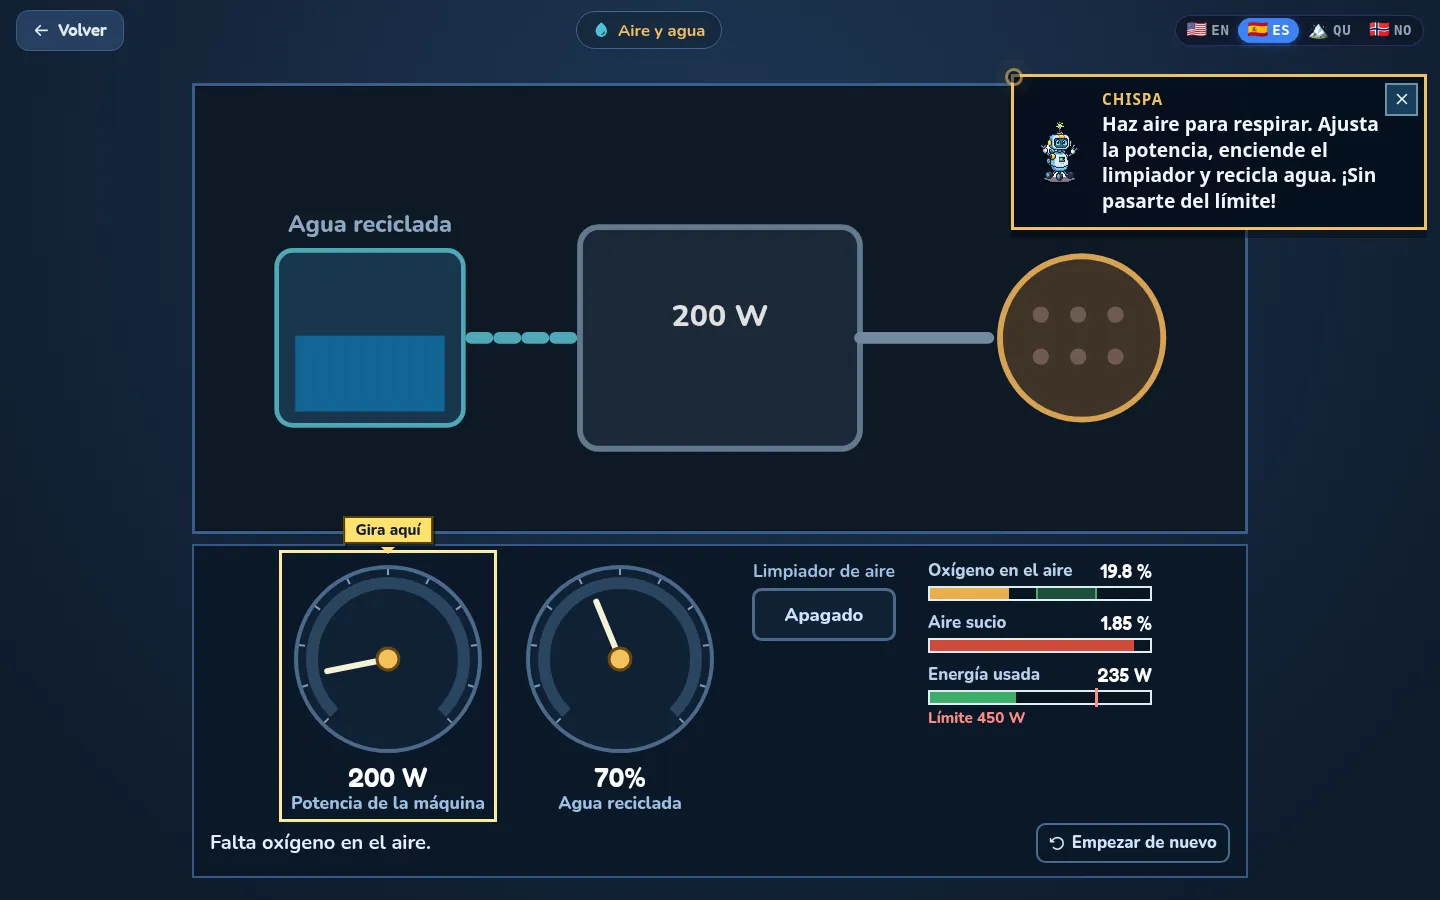 Volver
Aire y agua
EN
ES
QU
NO
CHISPA
Haz aire para respirar. Ajusta
la potencia, enciende el
limpiador y recicla agua. ¡Sin
pasarte del límite!
Agua reciclada
200 W
Gira aquí
200 W
Potencia de la máquina
70%
Agua reciclada
Limpiador de aire
Apagado
Oxígeno en el aire 19.8 %
Aire sucio 1.85 %
Energía usada 235 W
Límite 450 W
Falta oxígeno en el aire.
Empezar de nuevo